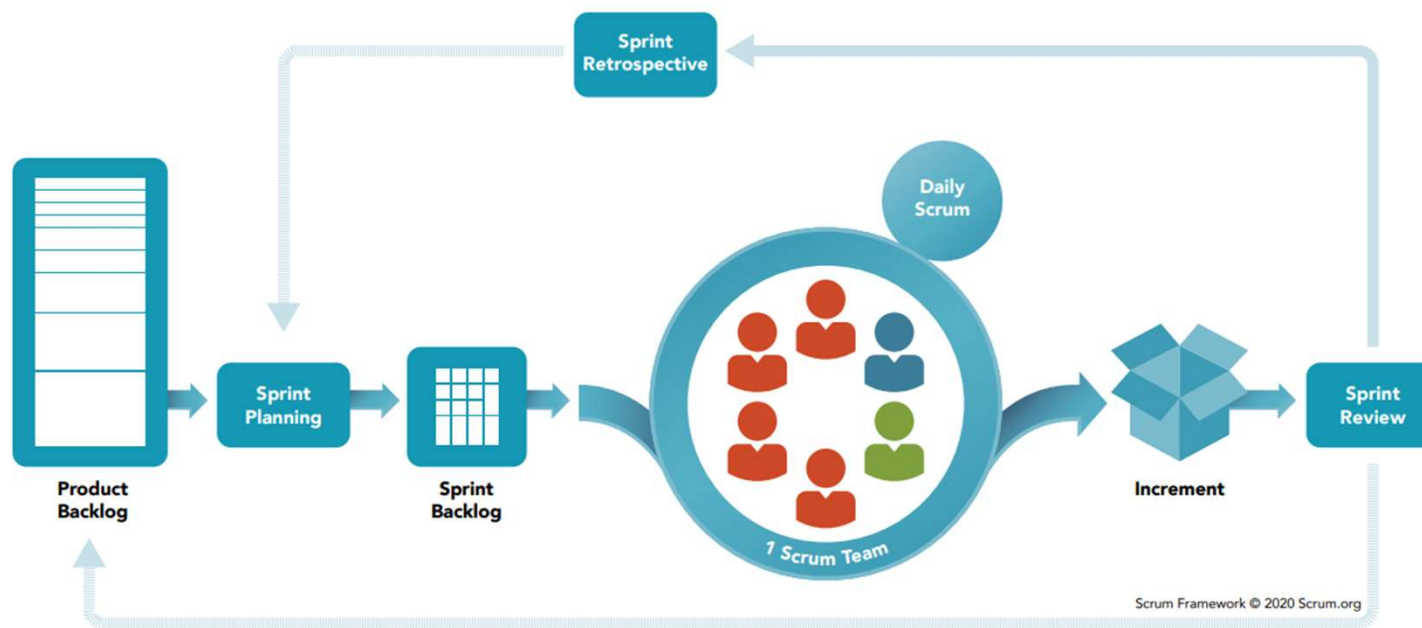 Sprint
Retrospective
Daily
Scrum
Sprint
Planning
Sprint
Review
Product
Backlog
Sprint
Backlog
Increment
1 Scrum Team
Scrum Framework © 2020 Scrum.org